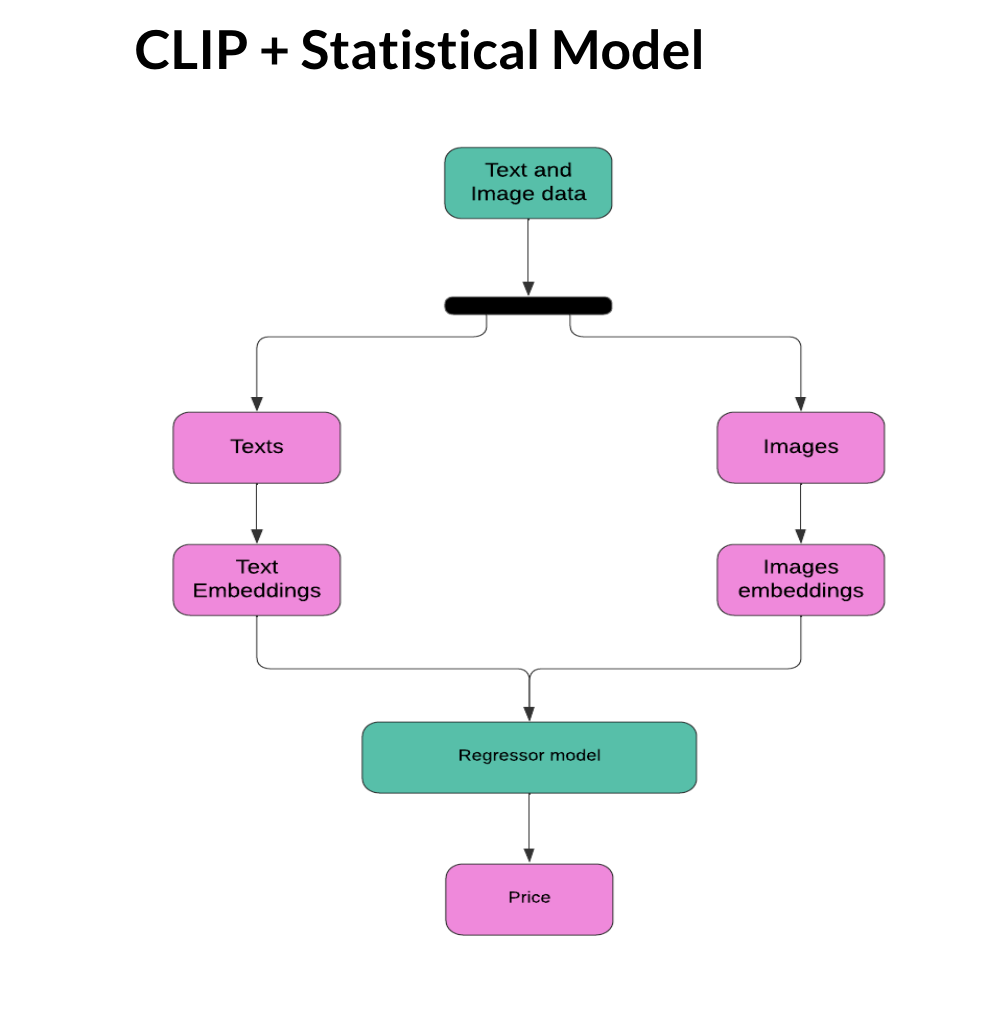 CLIP + Statistical Model
Text and
Image data
Texts
Images
Text
Embeddings
Images
embeddings
Regressor model
Price